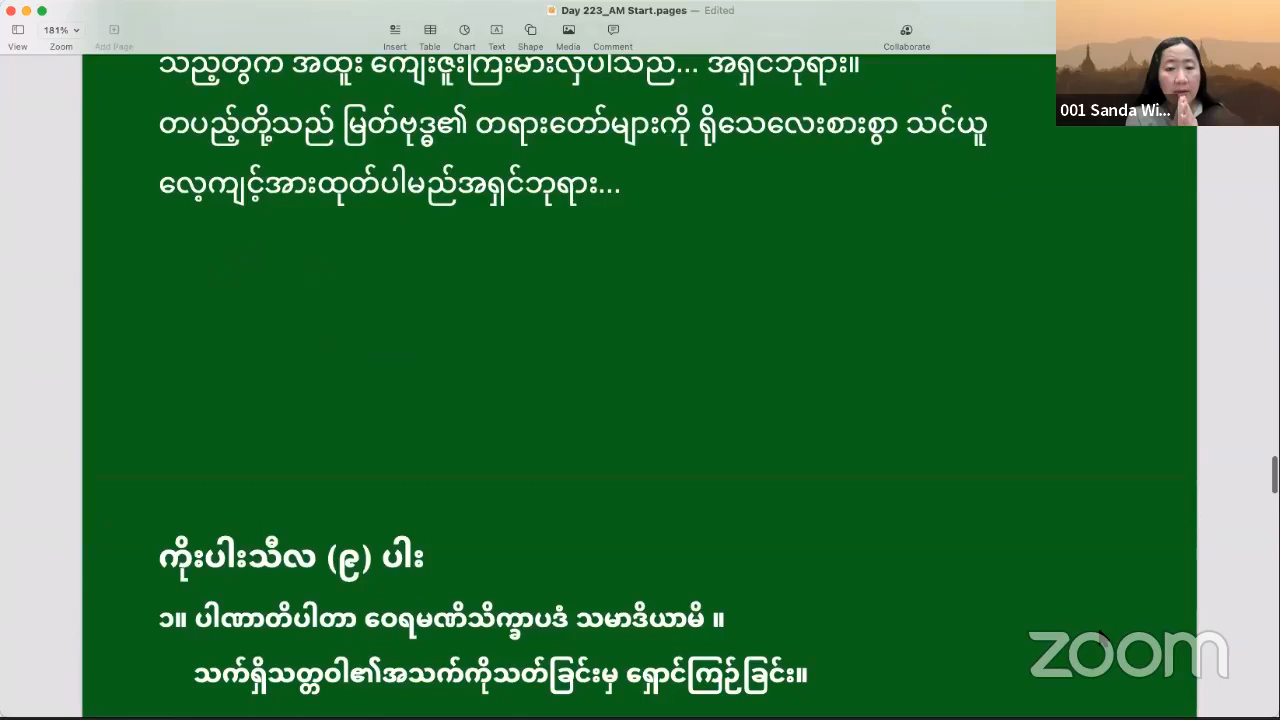 Day 223_AM Start.pages — Edited
181%
View
Zoom
Add Page
Insert
Table
Chart
Text
Shape
Media
Comment
Collaborate
001 Sanda Wi...
သည့်တွက် အထူး ကျေးဇူးကြီးမားလှပါသည်... အရှင်ဘုရား။
တပည့်တို့သည် မြတ်ဗုဒ္ဓ၏ တရားတော်များကို ရိုသေလေးစားစွာ သင်ယူ
လေ့ကျင့်အားထုတ်ပါမည်အရှင်ဘုရား...
ကိုးပါးသီလ (၉) ပါး
၁။ ပါဏာတိပါတာ ဝေရမဏိသိက္ခာပဒံ သမာဒိယာမိ ။
သက်ရှိသတ္တဝါ၏အသက်ကိုသတ်ခြင်းမှ ရှောင်ကြဉ်ခြင်း။
zoom